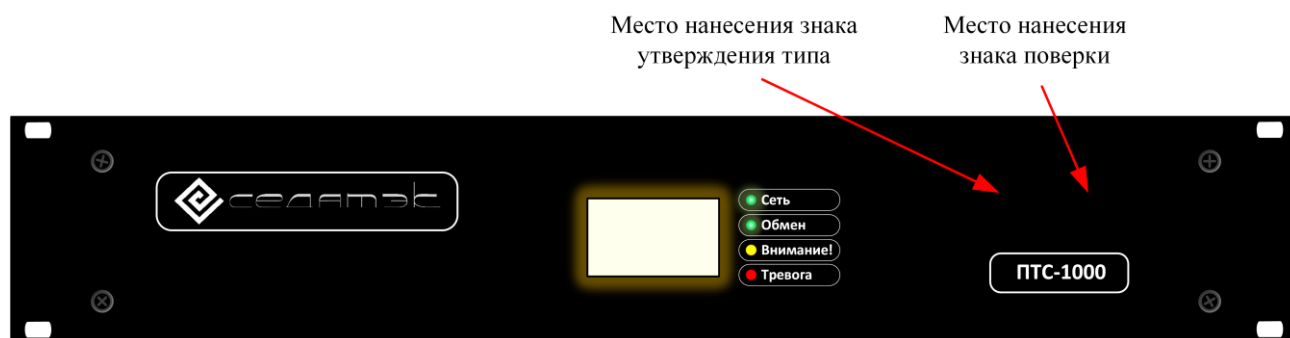 Место нанесения знака
утверждения типа
Место нанесения
знака поверки
седатэк
Сеть
Обмен
Внимание!
Тревога
ПТС-1000